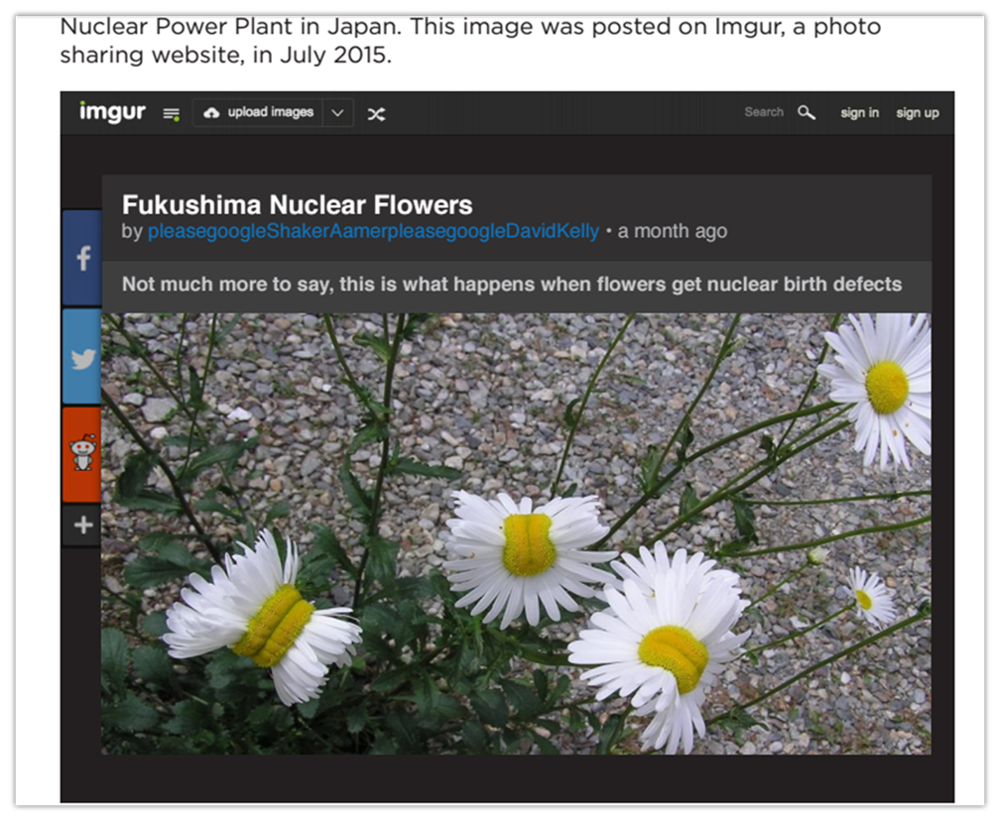 Nuclear Power Plant in Japan. This image was posted on Imgur, a photo
sharing website, in July 2015.
imgur upload images Search sign in sign up
Fukushima Nuclear Flowers
by pleasegoogleShakerAamerpleasegoogleDavidKelly • a month ago
Not much more to say, this is what happens when flowers get nuclear birth defects